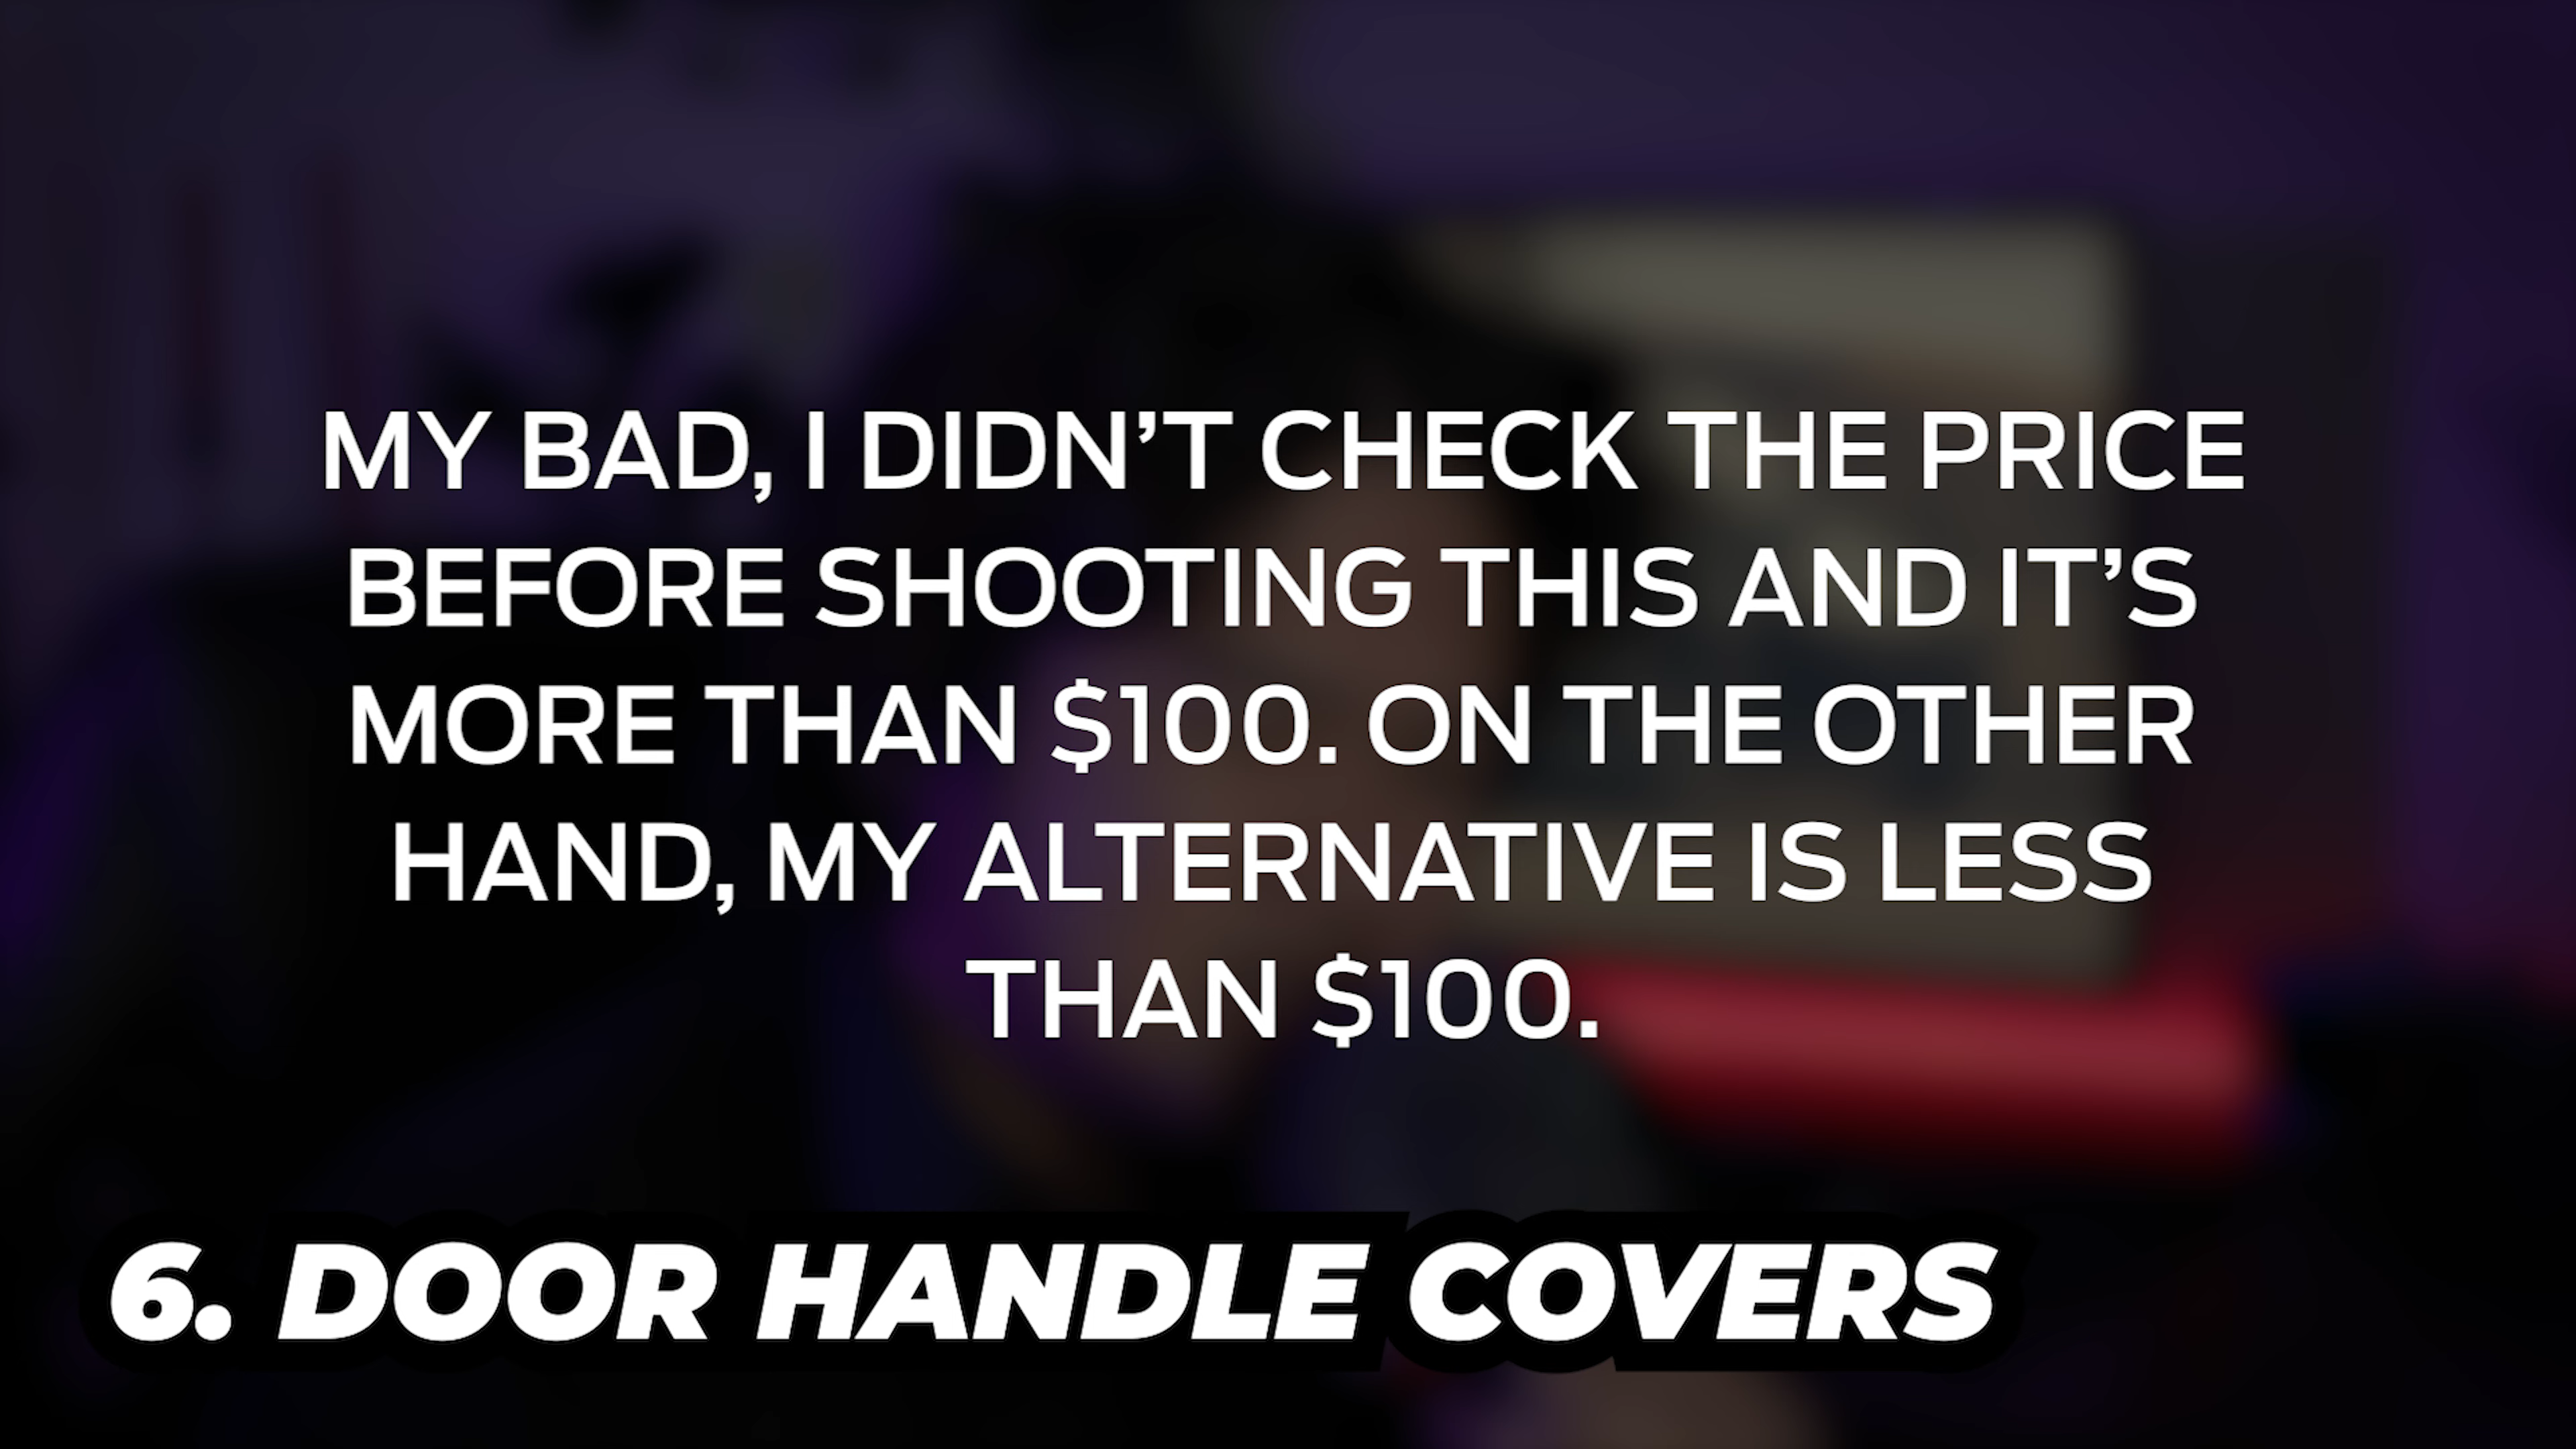 MY BAD, I DIDN’T CHECK THE PRICE
BEFORE SHOOTING THIS AND IT’S
MORE THAN $100. ON THE OTHER
HAND, MY ALTERNATIVE IS LESS
THAN $100.
6. DOOR HANDLE COVERS